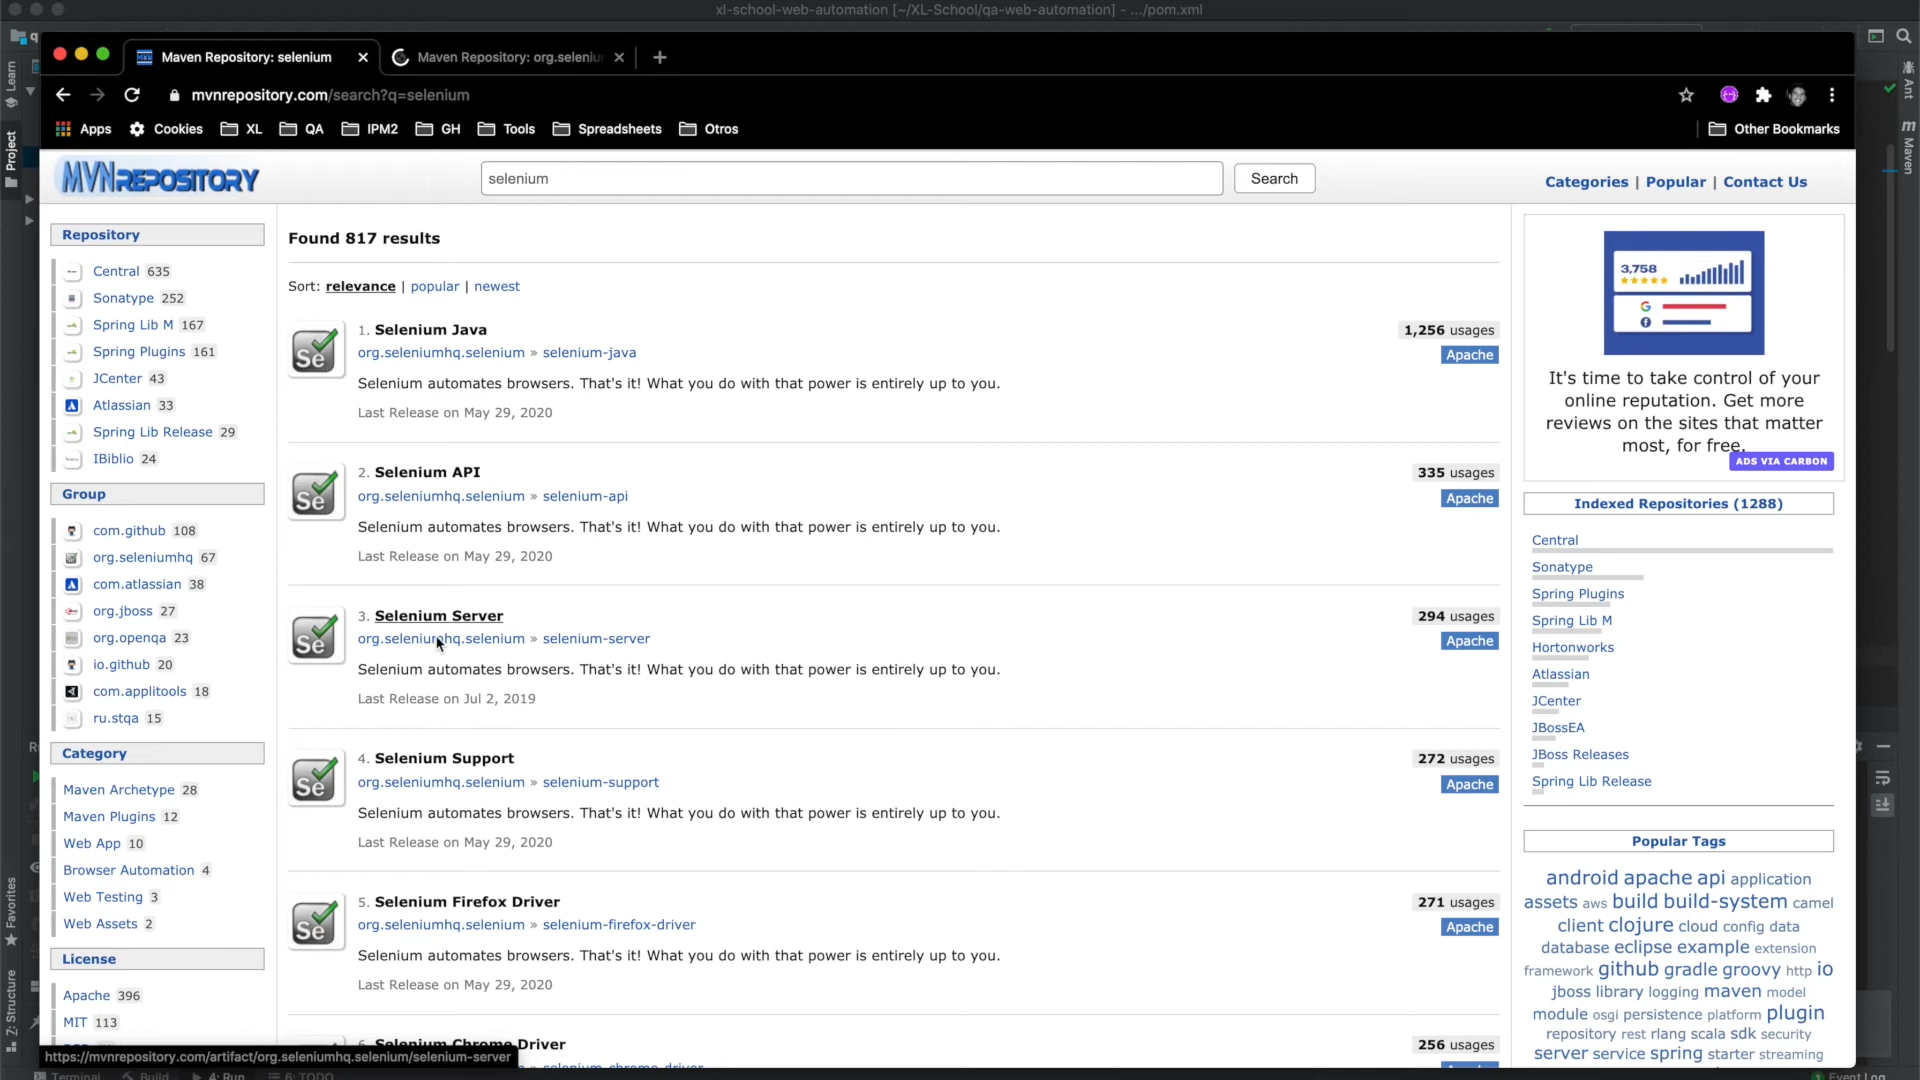 xl-school-web-automation [~/XL-School/qa-web-automation] - .../pom.xml
Maven Repository: selenium
Maven Repository: org.seleniu
mvnrepository.com/search?q=selenium
Apps
Cookies
XL
QA
IPM2
GH
Tools
Spreadsheets
Otros
Other Bookmarks
Learn
Project
Favorites
Z: Structure
Ant
Maven
MVNREPOSITORY
selenium
Search
Categories | Popular | Contact Us
Repository
Central 635
Sonatype 252
Spring Lib M 167
Spring Plugins 161
JCenter 43
Atlassian 33
Spring Lib Release 29
IBiblio 24
Group
com.github 108
org.seleniumhq 67
com.atlassian 38
org.jboss 27
org.openqa 23
io.github 20
com.applitools 18
ru.stqa 15
Category
Maven Archetype 28
Maven Plugins 12
Web App 10
Browser Automation 4
Web Testing 3
Web Assets 2
License
Apache 396
MIT 113
Found 817 results
Sort: relevance | popular | newest
1. Selenium Java
1,256 usages
org.seleniumhq.selenium » selenium-java
Apache
Selenium automates browsers. That's it! What you do with that power is entirely up to you.
Last Release on May 29, 2020
2. Selenium API
335 usages
org.seleniumhq.selenium » selenium-api
Apache
Selenium automates browsers. That's it! What you do with that power is entirely up to you.
Last Release on May 29, 2020
3. Selenium Server
294 usages
org.seleniumhq.selenium » selenium-server
Apache
Selenium automates browsers. That's it! What you do with that power is entirely up to you.
Last Release on Jul 2, 2019
4. Selenium Support
272 usages
org.seleniumhq.selenium » selenium-support
Apache
Selenium automates browsers. That's it! What you do with that power is entirely up to you.
Last Release on May 29, 2020
5. Selenium Firefox Driver
271 usages
org.seleniumhq.selenium » selenium-firefox-driver
Apache
Selenium automates browsers. That's it! What you do with that power is entirely up to you.
Last Release on May 29, 2020
Selenium Chrome Driver
256 usages
https://mvnrepository.com/artifact/org.seleniumhq.selenium/selenium-server
3,758
It's time to take control of your
online reputation. Get more
reviews on the sites that matter
most, for free.
ADS VIA CARBON
Indexed Repositories (1288)
Central
Sonatype
Spring Plugins
Spring Lib M
Hortonworks
Atlassian
JCenter
JBossEA
JBoss Releases
Spring Lib Release
Popular Tags
android apache api application
assets aws build build-system camel
client clojure cloud config data
database eclipse example extension
framework github gradle groovy http io
jboss library logging maven model
module osgi persistence platform plugin
repository rest rlang scala sdk security
server service spring starter streaming
Terminal
Build
4: Run
6: TODO
Event Log